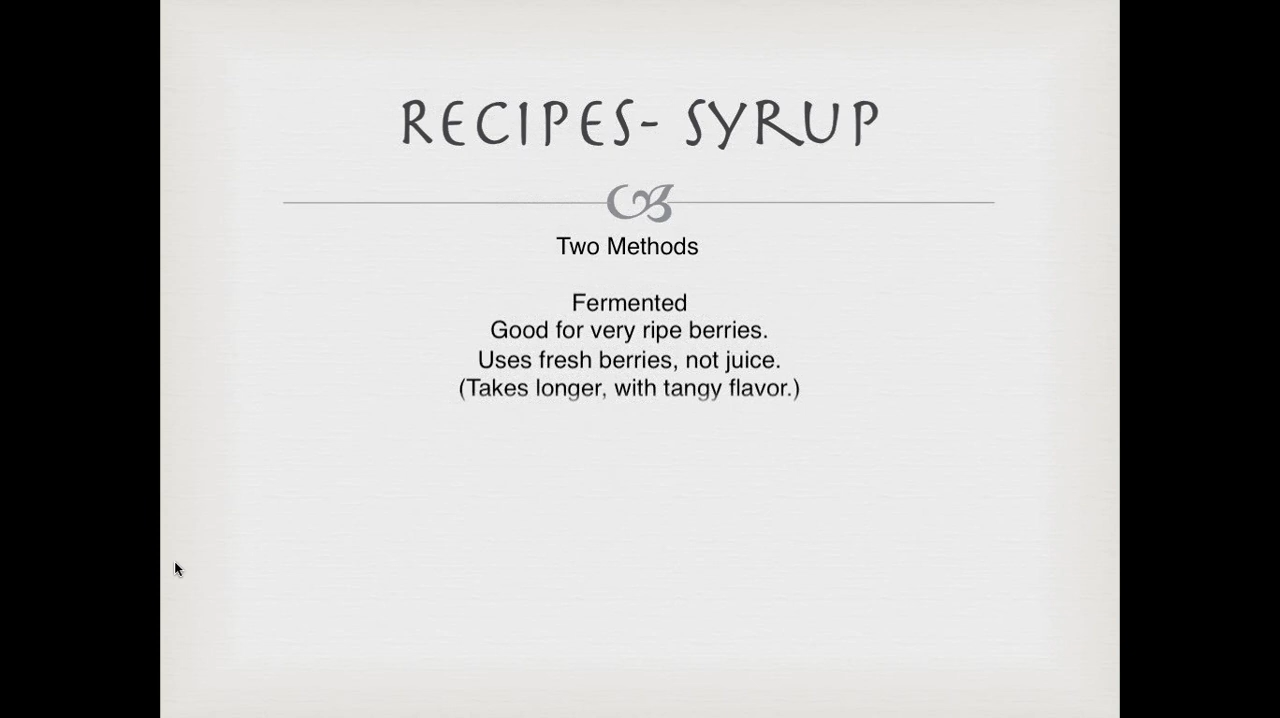 RECIPES- SYRUP
Two Methods
Fermented
Good for very ripe berries.
Uses fresh berries, not juice.
(Takes longer, with tangy flavor.)